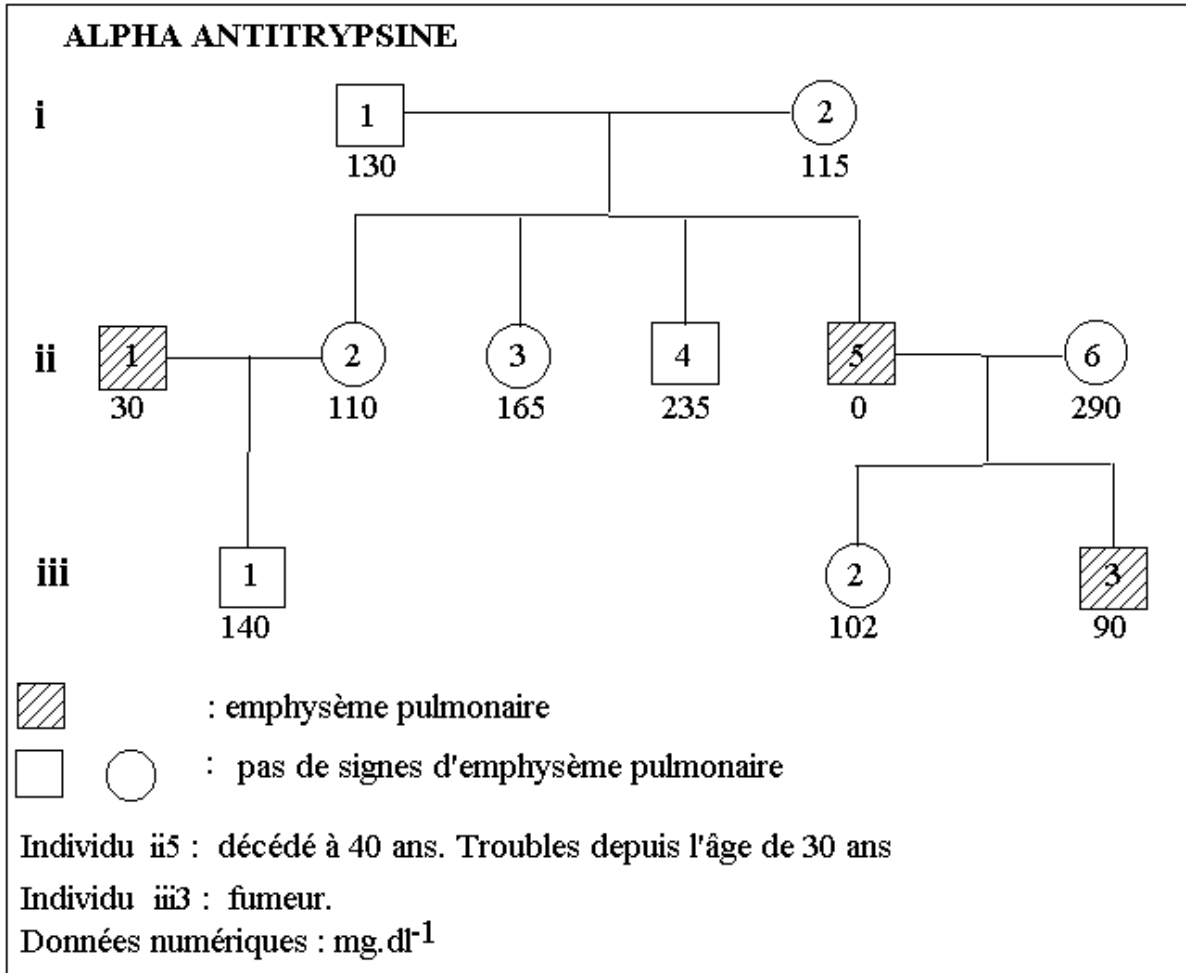 ALPHA ANTITRYPSINE
i
1
2
130
115
ii
1
2
3
4
5
6
30
110
165
235
0
290
iii
1
2
3
140
102
90
: emphysème pulmonaire
: pas de signes d'emphysème pulmonaire
Individu ii5 : décédé à 40 ans. Troubles depuis l'âge de 30 ans
Individu iii3 : fumeur.
Données numériques : mg.dl-1